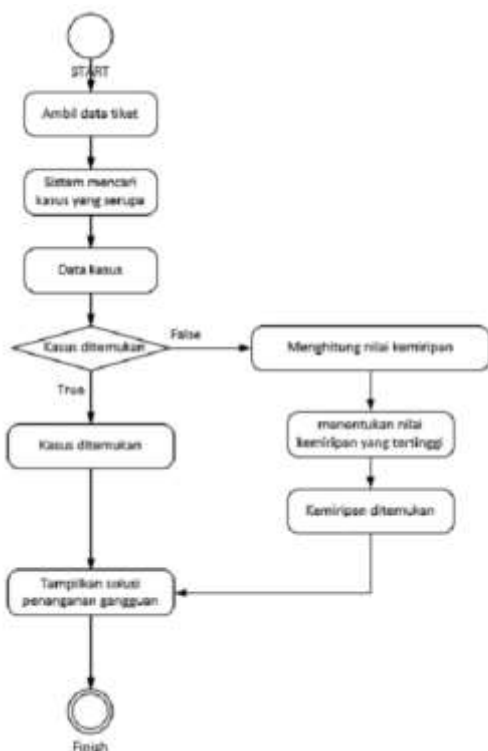 START
Ambil data tiket
Sistem mencari
kasus yang serupa
Data kasus
Kasus ditemukan
False
Menghitung nilai kemiripan
True
Kasus ditemukan
menentukan nilai
kemiripan yang tertinggi
Kemiripan ditemukan
Tampilkan solusi
penanganan gangguan
Finish